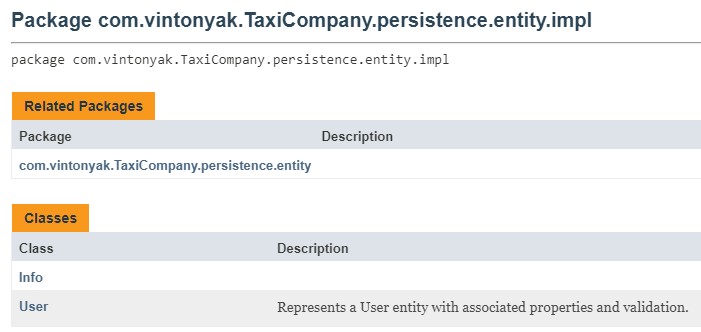 Package com.vintonyak.TaxiCompany.persistence.entity.impl
package com.vintonyak.TaxiCompany.persistence.entity.impl
Related Packages
Package Description
com.vintonyak.TaxiCompany.persistence.entity
Classes
Class Description
Info
User Represents a User entity with associated properties and validation.